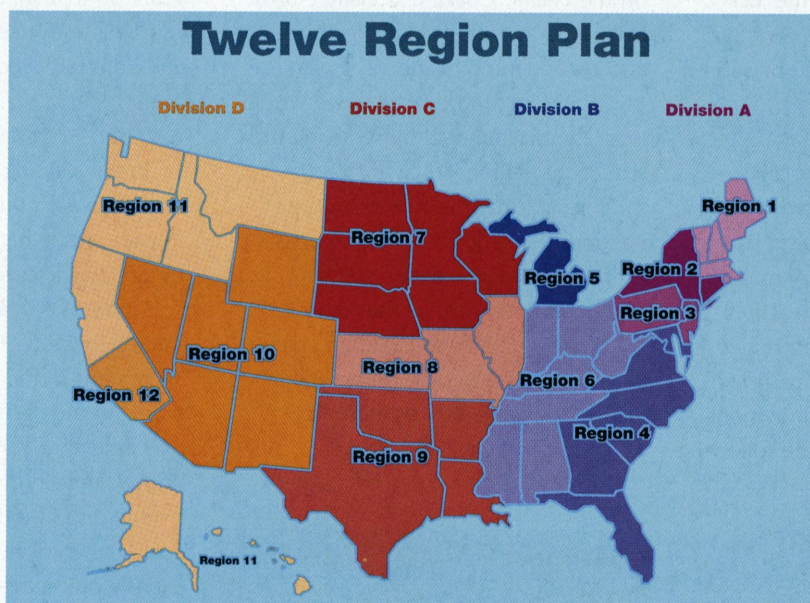 Twelve Region Plan
Division D
Division C
Division B
Division A
Region 11
Region 7
Region 1
Region 2
Region 5
Region 3
Region 10
Region 8
Region 6
Region 12
Region 4
Region 9
Region 11